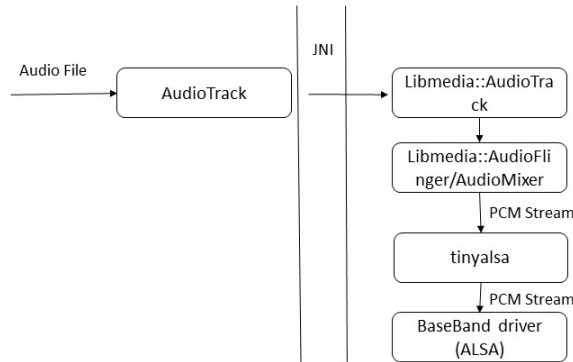 Audio File
AudioTrack
JNI
Libmedia::AudioTra
ck
Libmedia::AudioFli
nger/AudioMixer
PCM Stream
tinyalsa
PCM Stream
BaseBand driver
(ALSA)